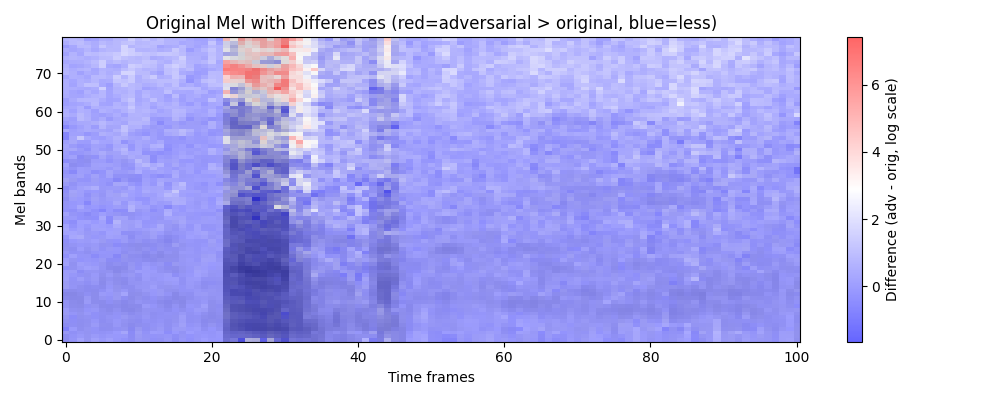 Original Mel with Differences (red=adversarial > original, blue=less)
Mel bands
70
60
50
40
30
20
10
0
0 20 40 60 80 100
Time frames
6
4
2
0
Difference (adv - orig, log scale)